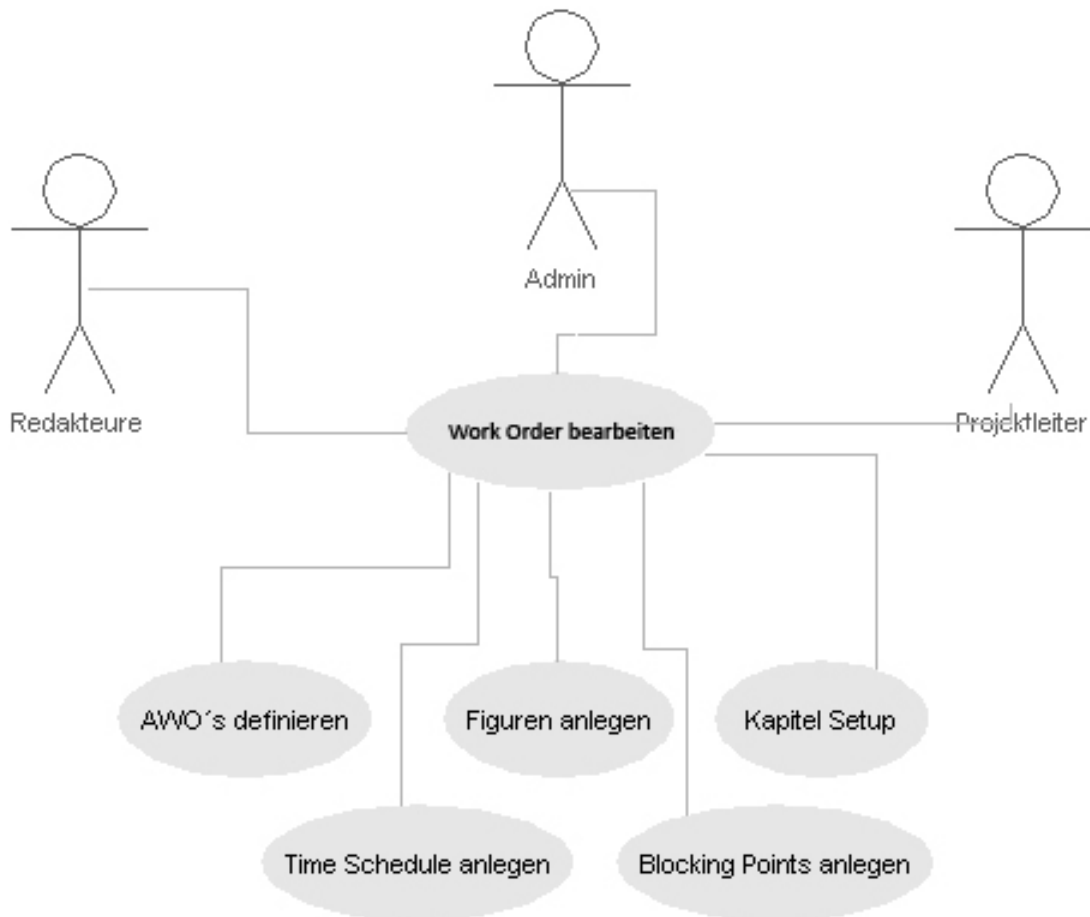 Admin
Redakteure
Projektleiter
Work Order bearbeiten
AWO´s definieren
Figuren anlegen
Kapitel Setup
Time Schedule anlegen
Blocking Points anlegen